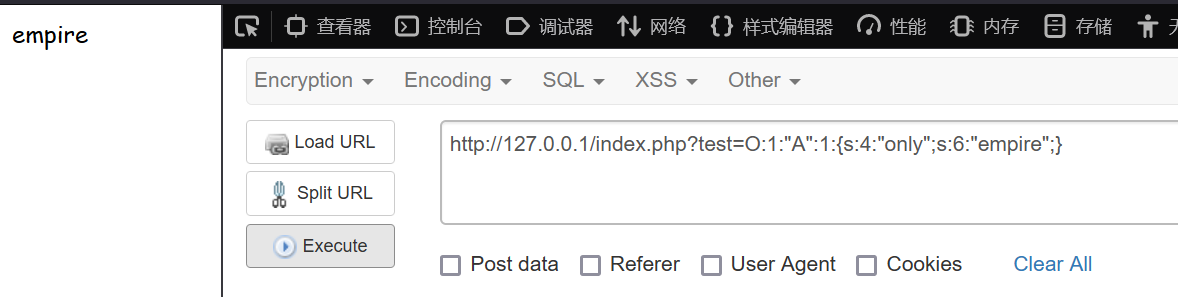 empire
查看器 控制台 调试器 网络 样式编辑器 性能 内存 存储
Encryption Encoding SQL XSS Other
Load URL
http://127.0.0.1/index.php?test=O:1:"A":1:{s:4:"only";s:6:"empire";}
Split URL
Execute
Post data Referer User Agent Cookies Clear All